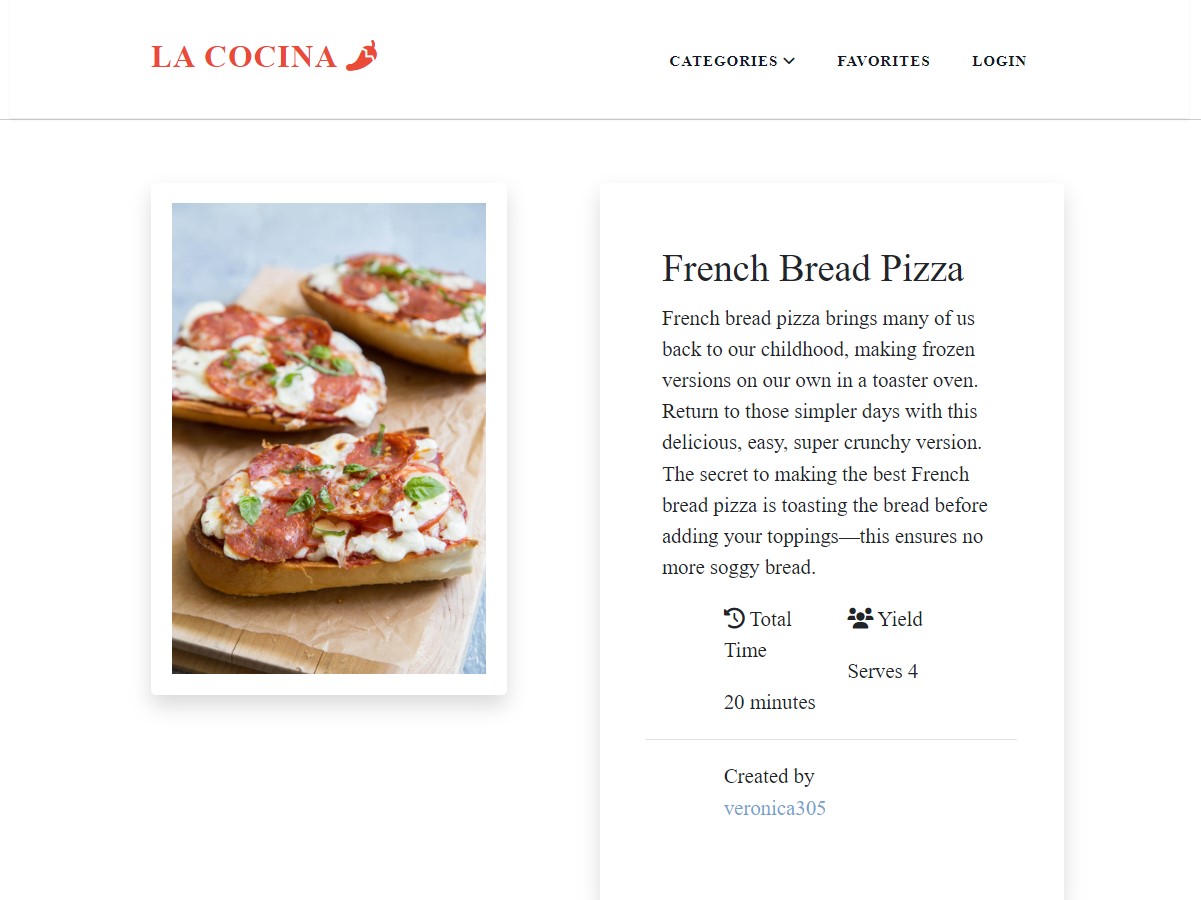 LA COCINA
CATEGORIES
FAVORITES
LOGIN
French Bread Pizza
French bread pizza brings many of us
back to our childhood, making frozen
versions on our own in a toaster oven.
Return to those simpler days with this
delicious, easy, super crunchy version.
The secret to making the best French
bread pizza is toasting the bread before
adding your toppings—this ensures no
more soggy bread.
Total
Time
20 minutes
Yield
Serves 4
Created by
veronica305